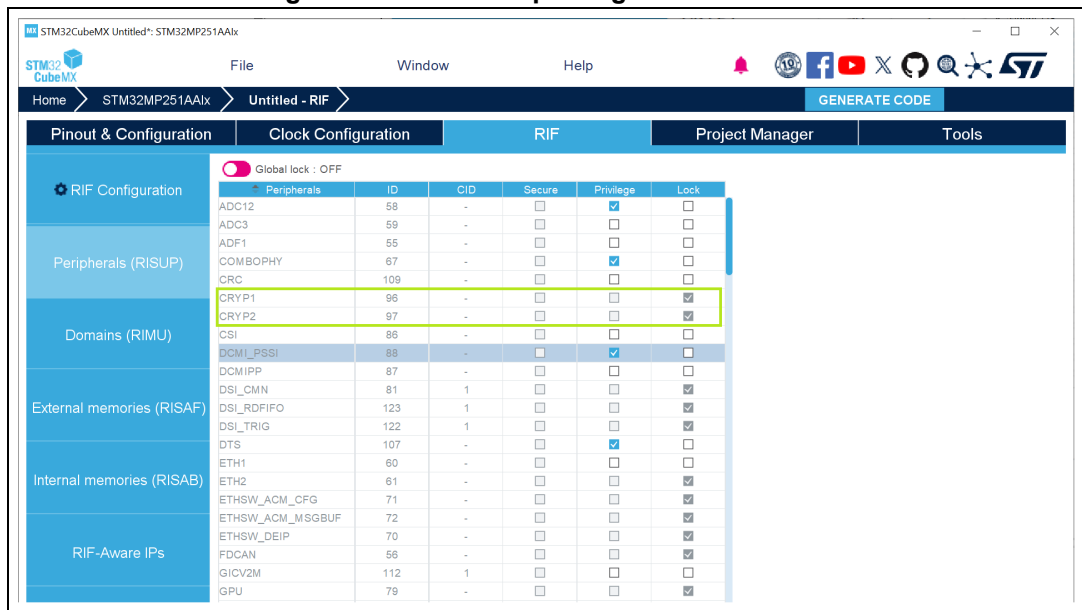 STM32CubeMX Untitled*: STM32MP251AAIx
STM32 CubeMX File Window Help
Home STM32MP251AAIx Untitled - RIF GENERATE CODE
Pinout & Configuration Clock Configuration RIF Project Manager Tools
Global lock : OFF
RIF Configuration
Peripherals (RISUP)
Domains (RIMU)
External memories (RISAF)
Internal memories (RISAB)
RIF-Aware IPs
Peripherals ID CID Secure Privilege Lock
ADC12 58 -
ADC3 59 -
ADF1 55 -
COMBOPHY 67 -
CRC 109 -
CRYP1 96 -
CRYP2 97 -
CSI 86 -
DCMI_PSSI 88 -
DCMIPP 87 -
DSI_CMN 81 1
DSI_RDFIFO 123 1
DSI_TRIG 122 1
DTS 107 -
ETH1 60 -
ETH2 61 -
ETHSW_ACM_CFG 71 -
ETHSW_ACM_MSGBUF 72 -
ETHSW_DEIP 70 -
FDCAN 56 -
GICV2M 112 1
GPU 79 -